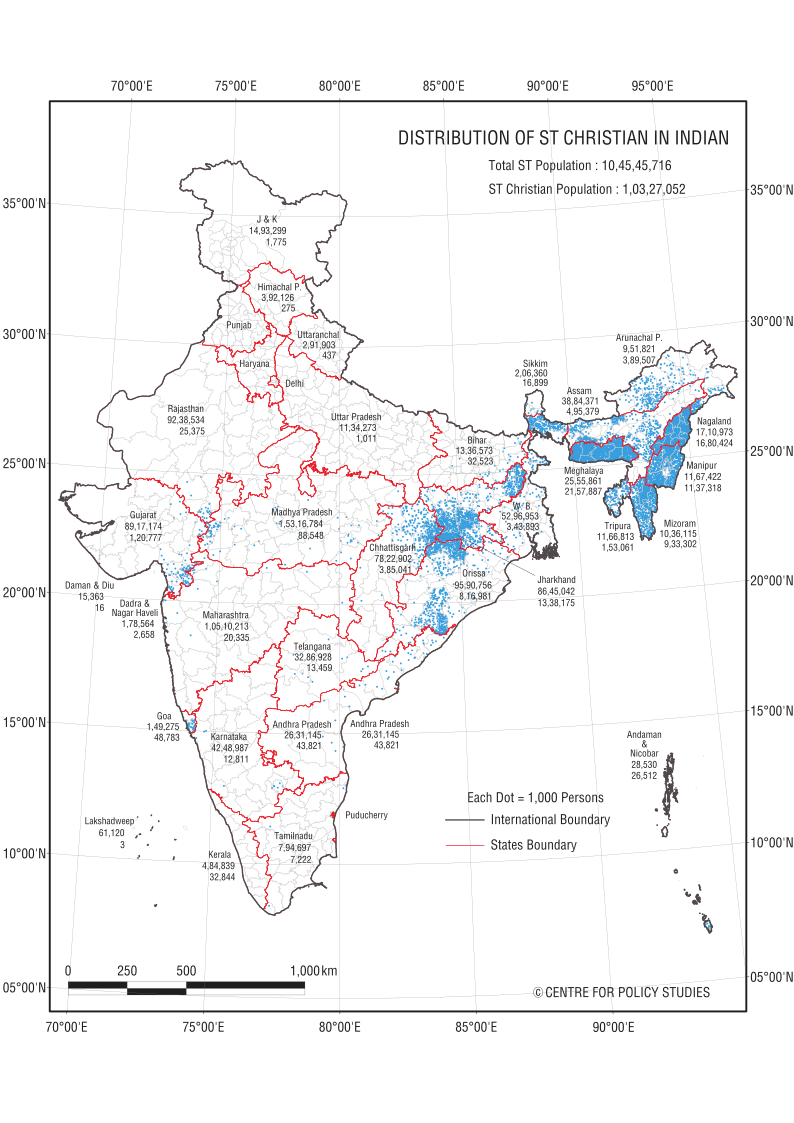 70°00'E 75°00'E 80°00'E 85°00'E 90°00'E 95°00'E
DISTRIBUTION OF ST CHRISTIAN IN INDIAN
Total ST Population : 10,45,45,716
ST Christian Population : 1,03,27,052
35°00'N
35°00'N
J & K
14,93,299
1,775
Himachal P.
3,92,126
275
Punjab
30°00'N
30°00'N
Uttaranchal
2,91,903
437
Haryana
Delhi
Arunachal P.
9,51,821
3,89,507
Sikkim
2,06,360
16,899
Assam
38,84,371
4,95,379
Rajasthan
92,38,534
25,375
Uttar Pradesh
11,34,273
1,011
Bihar
13,36,573
32,523
Nagaland
17,10,973
16,80,424
25°00'N
25°00'N
Meghalaya
25,55,861
21,57,887
Manipur
11,67,422
11,37,318
Gujarat
89,17,174
1,20,777
Madhya Pradesh
1,53,16,784
88,548
W. B.
52,96,953
3,43,893
Tripura
11,66,813
1,53,061
Mizoram
10,36,115
9,33,302
Chhattisgarh
78,22,902
3,85,041
Orissa
95,90,756
8,16,981
Jharkhand
86,45,042
13,38,175
20°00'N
20°00'N
Daman & Diu
15,363
16
Dadra &
Nagar Haveli
1,78,564
2,658
Maharashtra
1,05,10,213
20,335
Telangana
32,86,928
13,459
15°00'N
15°00'N
Goa
1,49,275
48,783
Karnataka
42,48,987
12,811
Andhra Pradesh
26,31,145
43,821
Andhra Pradesh
26,31,145
43,821
Andaman
&
Nicobar
28,530
26,512
Each Dot = 1,000 Persons
International Boundary
States Boundary
Lakshadweep
61,120
3
Puducherry
Tamilnadu
7,94,697
7,222
Kerala
4,84,839
32,844
10°00'N
10°00'N
0 250 500 1,000 km
05°00'N
05°00'N
© CENTRE FOR POLICY STUDIES
70°00'E 75°00'E 80°00'E 85°00'E 90°00'E